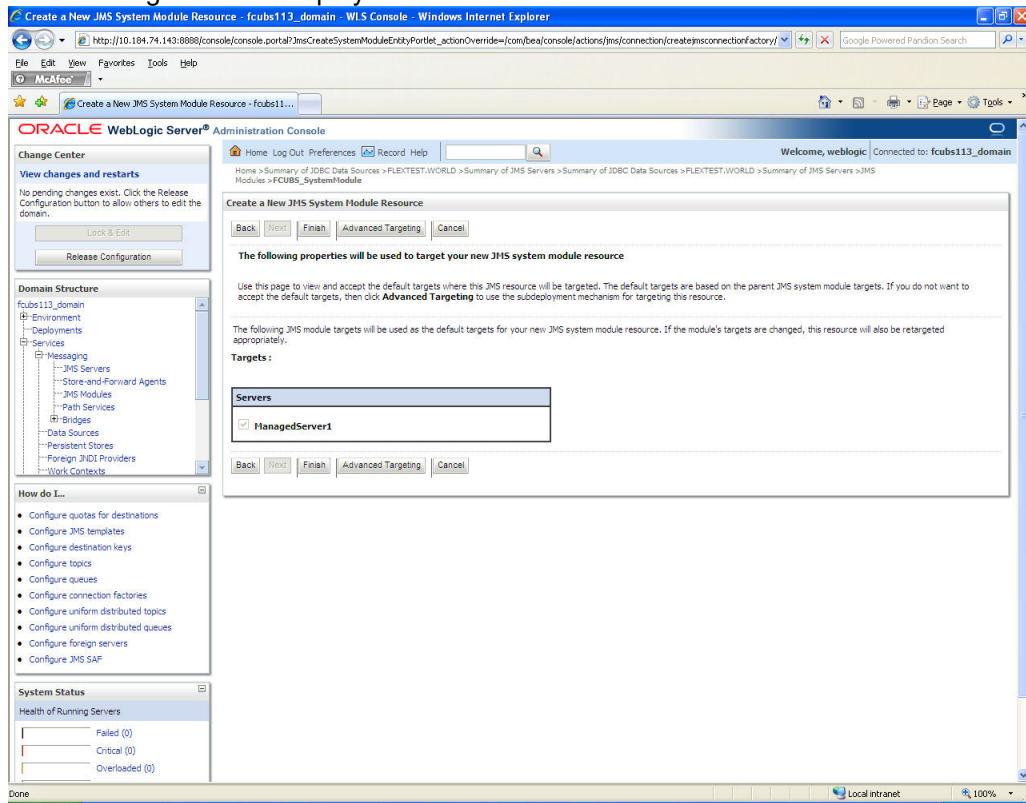 Create a New JMS System Module Resource - fcubs113_domain - WLS Console - Windows Internet Explorer
http://10.184.74.143:8888/console/console.portal?JmsCreateSystemModuleEntityPortlet_actionOverride=/com/bea/console/actions/jms/connection/createjmsconnectionfactory/
Google Powered Pandion Search
File Edit View Favorites Tools Help
McAfee
Create a New JMS System Module Resource - fcubs11...
Page Tools
ORACLE WebLogic Server® Administration Console
Change Center
View changes and restarts
No pending changes exist. Click the Release
Configuration button to allow others to edit the
domain.
Lock & Edit
Release Configuration
Domain Structure
fcubs113_domain
Environment
Deployments
Services
Messaging
JMS Servers
Store-and-Forward Agents
JMS Modules
Path Services
Bridges
Data Sources
Persistent Stores
Foreign JNDI Providers
Work Contexts
How do I...
Configure quotas for destinations
Configure JMS templates
Configure destination keys
Configure topics
Configure queues
Configure connection factories
Configure uniform distributed topics
Configure uniform distributed queues
Configure foreign servers
Configure JMS SAF
System Status
Health of Running Servers
Failed (0)
Critical (0)
Overloaded (0)
Home Log Out Preferences Record Help
Welcome, weblogic Connected to: fcubs113_domain
Home >Summary of JDBC Data Sources >FLEXTEST.WORLD >Summary of JMS Servers >Summary of JDBC Data Sources >FLEXTEST.WORLD >Summary of JMS Servers >JMS
Modules >FCUBS_SystemModule
Create a New JMS System Module Resource
Back Next Finish Advanced Targeting Cancel
The following properties will be used to target your new JMS system module resource
Use this page to view and accept the default targets where this JMS resource will be targeted. The default targets are based on the parent JMS system module targets. If you do not want to
accept the default targets, then click Advanced Targeting to use the subdeployment mechanism for targeting this resource.
The following JMS module targets will be used as the default targets for your new JMS system module resource. If the module's targets are changed, this resource will also be retargeted
appropriately.
Targets :
Servers
ManagedServer1
Back Next Finish Advanced Targeting Cancel
Done
Local intranet
100%